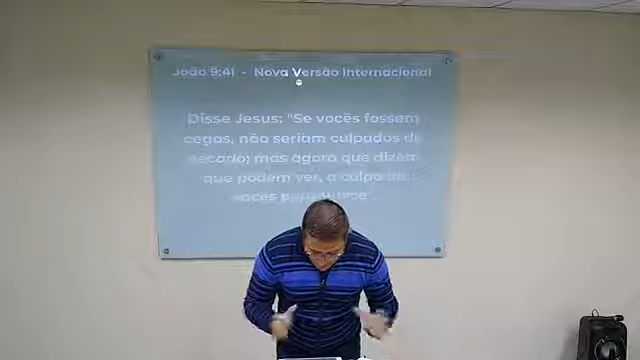 João 9:41 - Nova Versão Internacional
Disse Jesus: "Se vocês fossem
cegos, não seriam culpados de
pecado; mas agora que dizem
que podem ver, a culpa de
vocês permanece".